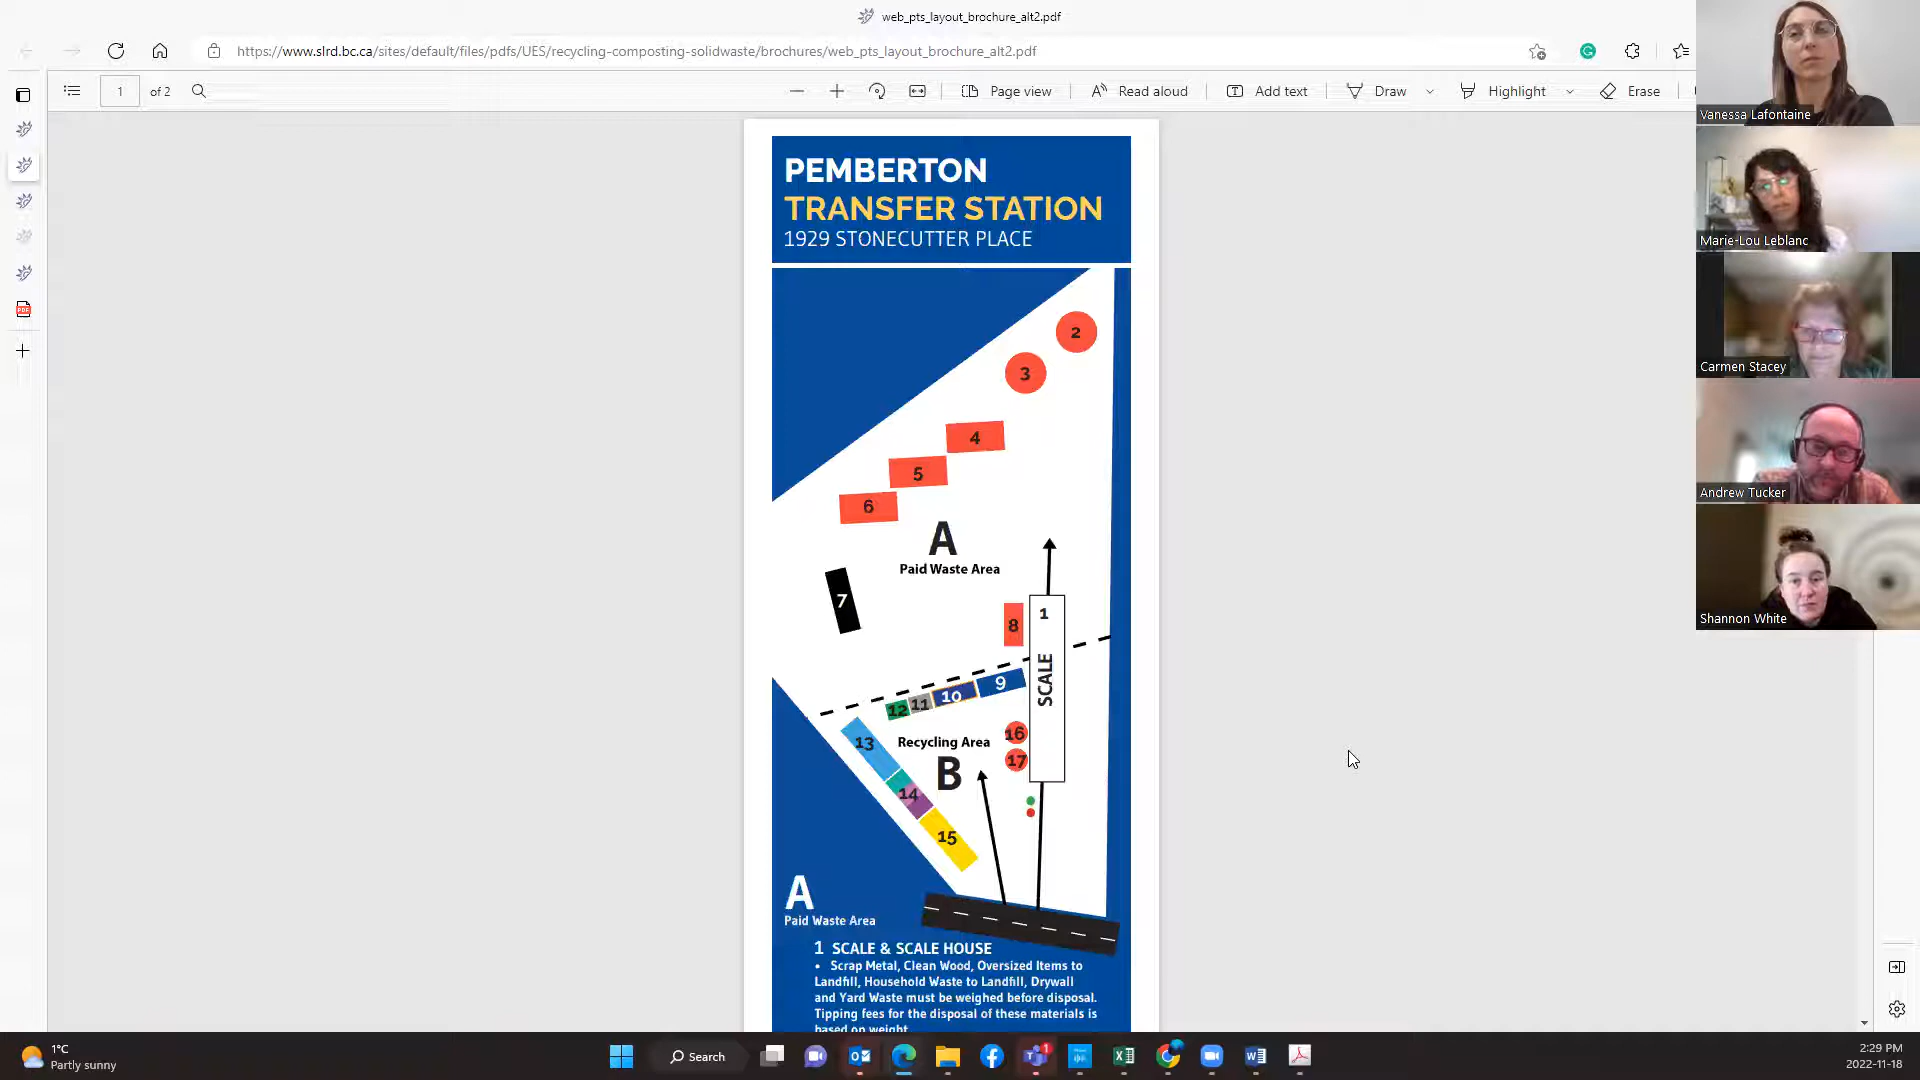 web_pts_layout_brochure_alt2.pdf
https://www.slrd.bc.ca/sites/default/files/pdfs/UES/recycling-composting-solidwaste/brochures/web_pts_layout_brochure_alt2.pdf
1 of 2
Page view
Read aloud
Add text
Draw
Highlight
Erase
PEMBERTON
TRANSFER STATION
1929 STONECUTTER PLACE
2
3
4
5
6
A
Paid Waste Area
7
8
1
SCALE
9
10
11
12
13
Recycling Area
B
16
17
14
15
A
Paid Waste Area
1 SCALE & SCALE HOUSE
• Scrap Metal, Clean Wood, Oversized Items to
Landfill, Household Waste to Landfill, Drywall
and Yard Waste must be weighed before disposal.
Tipping fees for the disposal of these materials is
based on weight.
Vanessa Lafontaine
Marie-Lou Leblanc
Carmen Stacey
Andrew Tucker
Shannon White
PDF
1°C
Partly sunny
Search
1
2:29 PM
2022-11-18